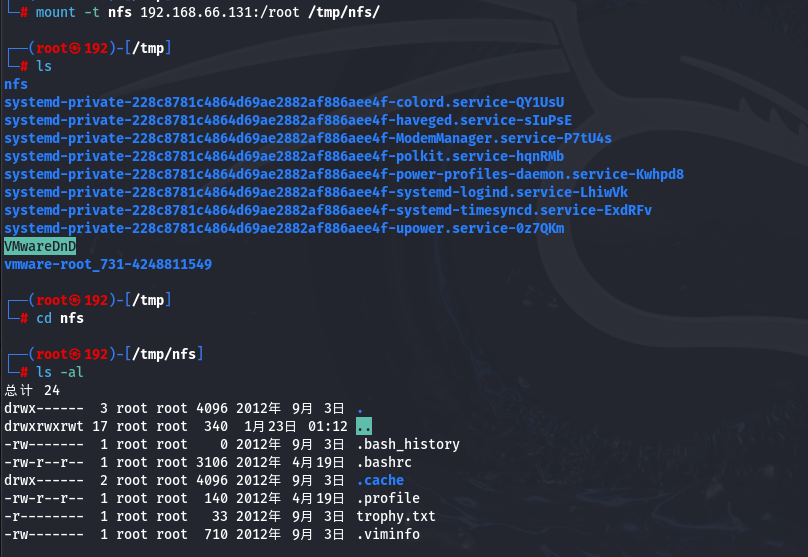 └─# mount -t nfs 192.168.66.131:/root /tmp/nfs/
┌──(root㉿192)-[/tmp]
└─# ls
nfs
systemd-private-228c8781c4864d69ae2882af886aee4f-colord.service-QY1UsU
systemd-private-228c8781c4864d69ae2882af886aee4f-haveged.service-sIuPsE
systemd-private-228c8781c4864d69ae2882af886aee4f-ModemManager.service-P7tU4s
systemd-private-228c8781c4864d69ae2882af886aee4f-polkit.service-hqnRMb
systemd-private-228c8781c4864d69ae2882af886aee4f-power-profiles-daemon.service-Kwhpd8
systemd-private-228c8781c4864d69ae2882af886aee4f-systemd-logind.service-LhiwVk
systemd-private-228c8781c4864d69ae2882af886aee4f-systemd-timesyncd.service-ExdRFv
systemd-private-228c8781c4864d69ae2882af886aee4f-upower.service-0z7QKm
VMwareDnD
vmware-root_731-4248811549
┌──(root㉿192)-[/tmp]
└─# cd nfs
┌──(root㉿192)-[/tmp/nfs]
└─# ls -al
总计 24
drwx------ 3 root root 4096 2012年 9月 3日 .
drwxrwxrwt 17 root root 340 1月23日 01:12 ..
-rw------- 1 root root 0 2012年 9月 3日 .bash_history
-rw-r--r-- 1 root root 3106 2012年 4月19日 .bashrc
drwx------ 2 root root 4096 2012年 9月 3日 .cache
-rw-r--r-- 1 root root 140 2012年 4月19日 .profile
-r-------- 1 root root 33 2012年 9月 3日 trophy.txt
-rw------- 1 root root 710 2012年 9月 3日 .viminfo